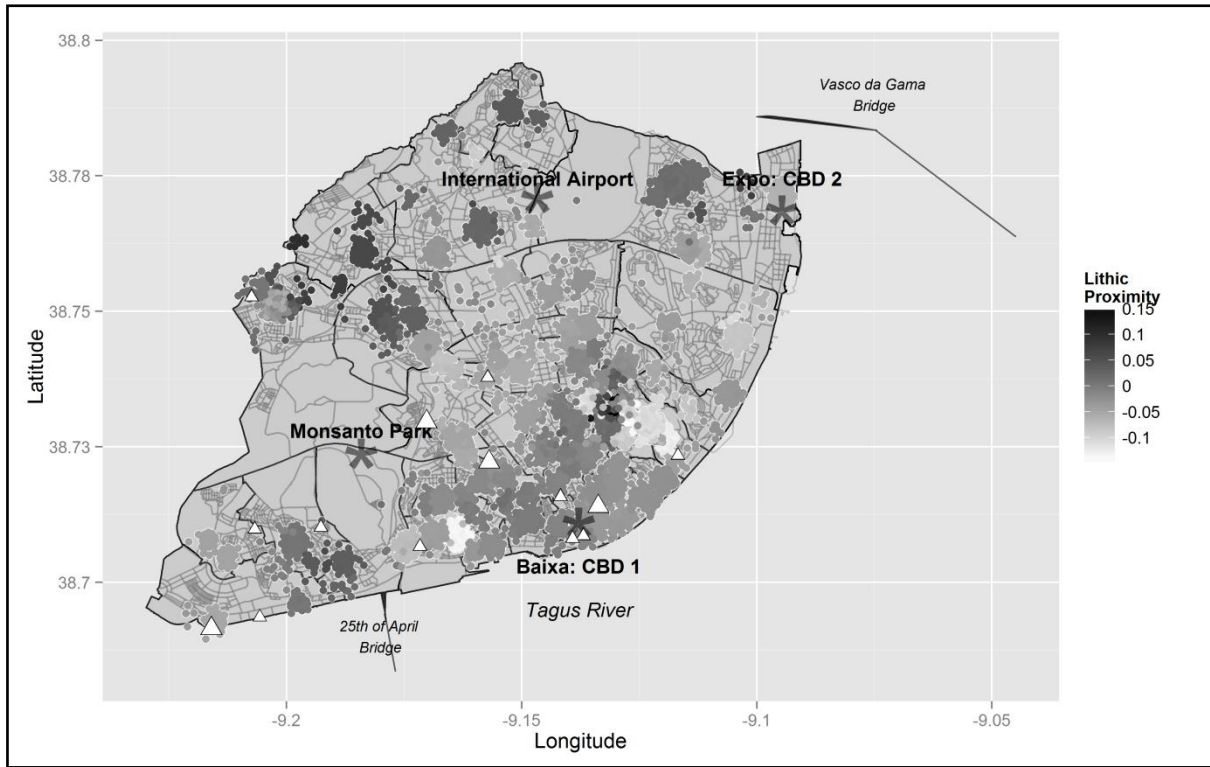 38.8
Vasco da Gama
Bridge
38.78
International Airport
Expo: CBD 2
Lithic
Proximity
0.15
0.1
0.05
0
-0.05
-0.1
38.75
Latitude
Monsanto Park
38.73
Baixa: CBD 1
38.7
Tagus River
25th of April
Bridge
-9.2
-9.15
-9.1
-9.05
Longitude